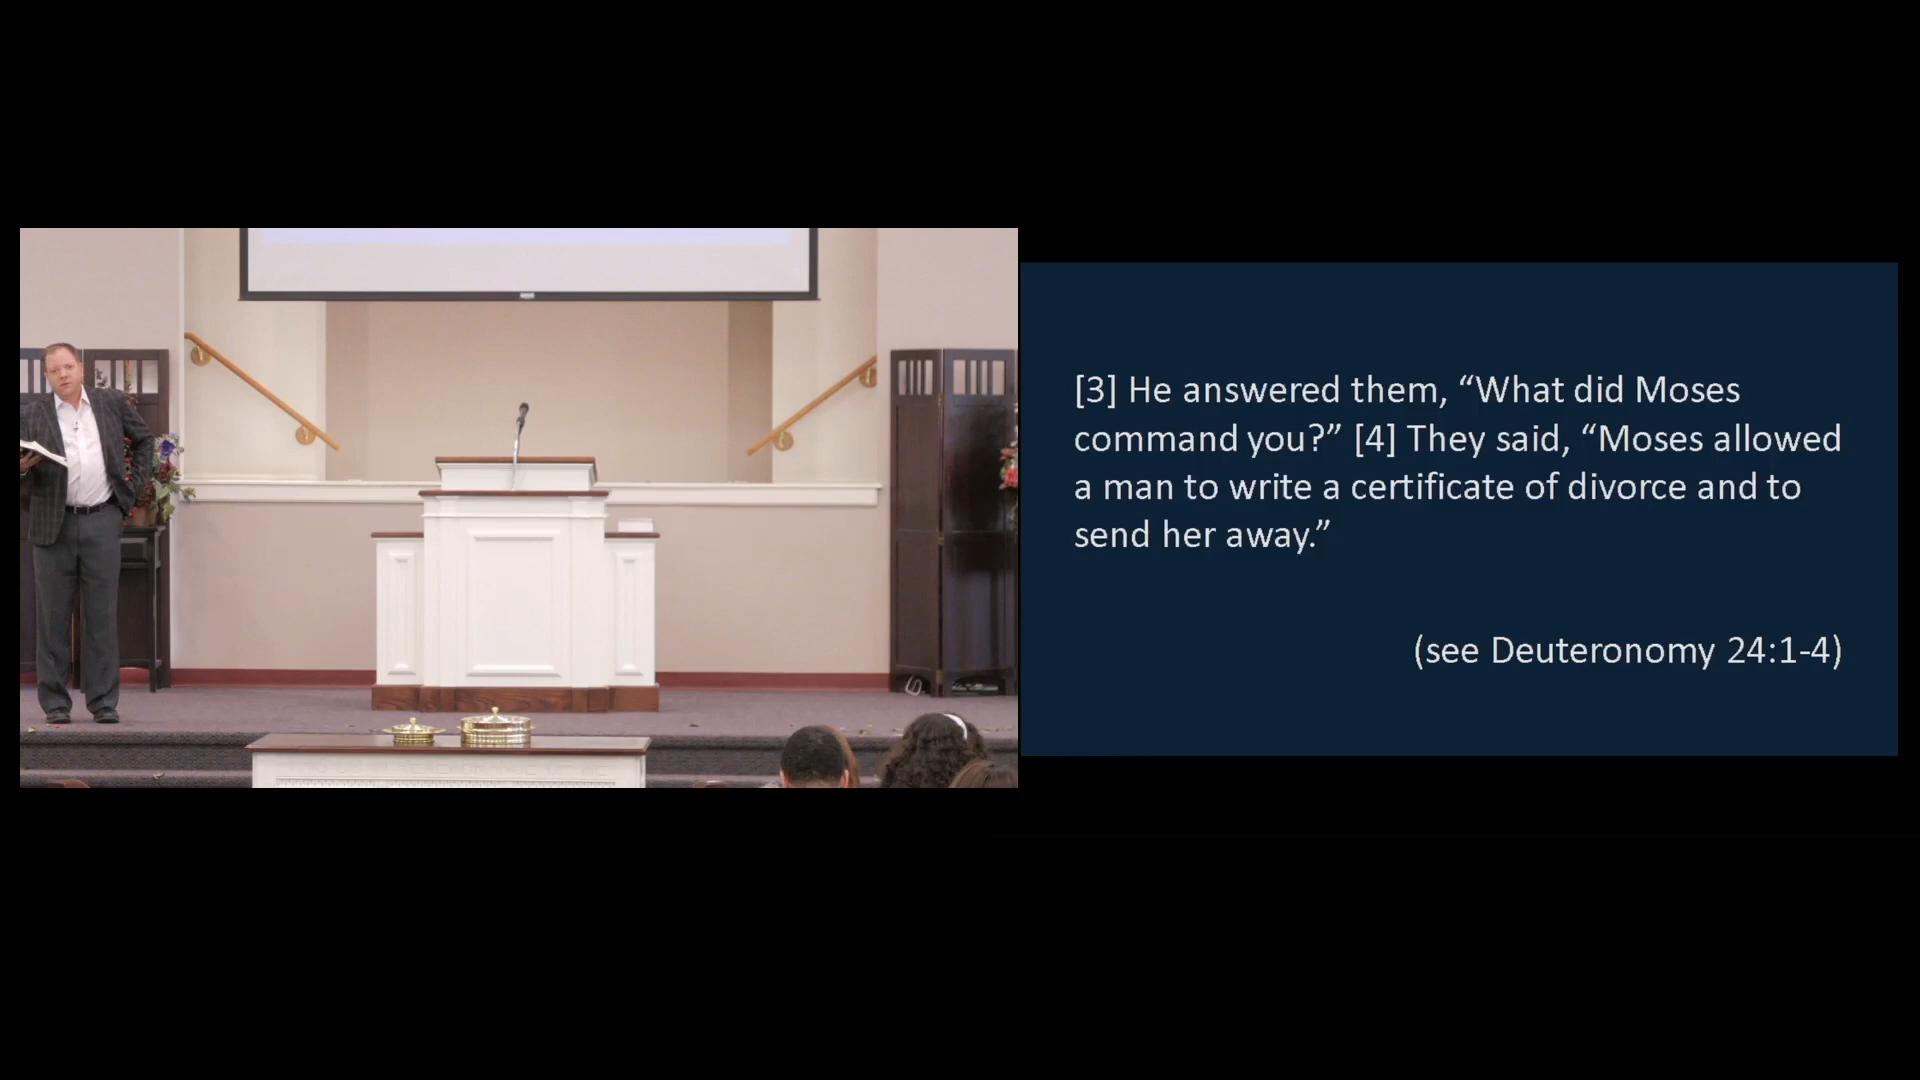 [3] He answered them, “What did Moses
command you?” [4] They said, “Moses allowed
a man to write a certificate of divorce and to
send her away.”
(see Deuteronomy 24:1-4)